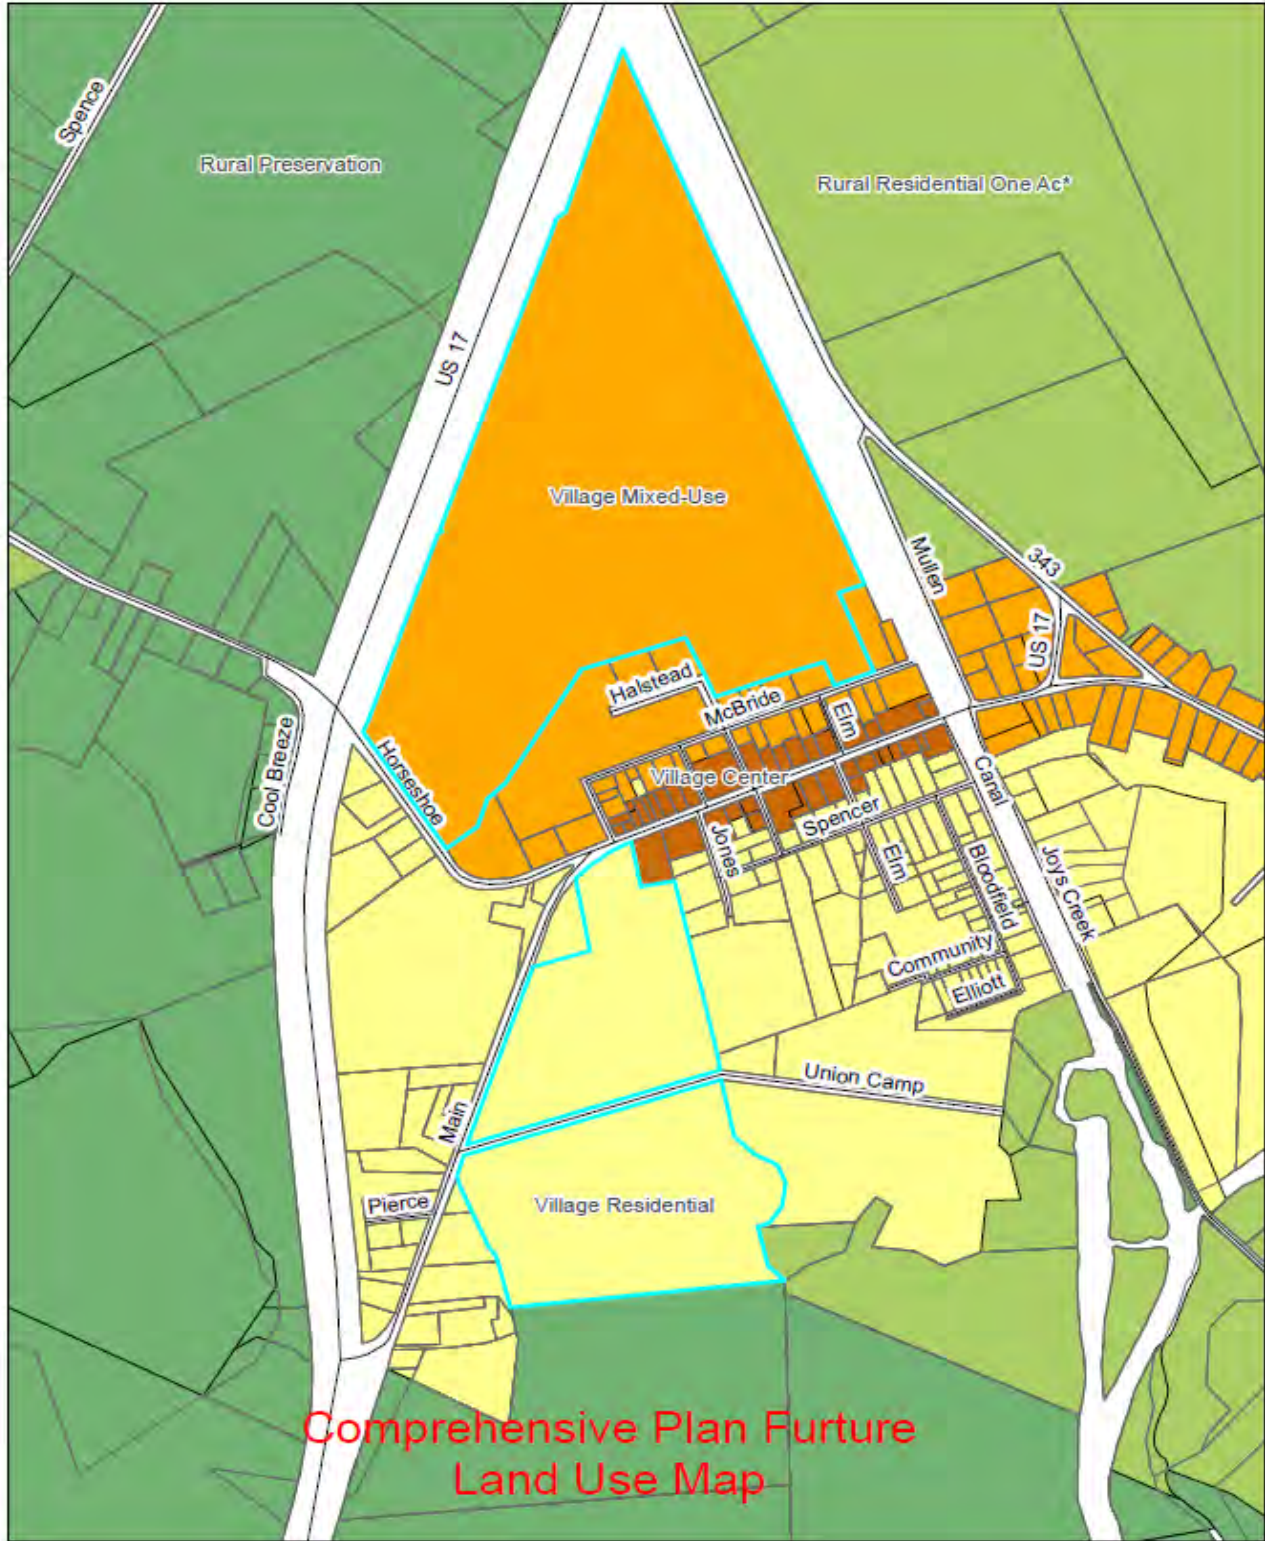 Spence
Rural Preservation
Rural Residential One Ac*
US 17
Village Mixed-Use
Mullen
343
US 17
Halstead
McBride
Elm
Cool Breeze
Horseshoe
Village Center
Canal
Spencer
Jones
Elm
Bloodfield
Joys Creek
Community
Elliott
Union Camp
Main
Pierce
Village Residential
Comprehensive Plan Furture
Land Use Map